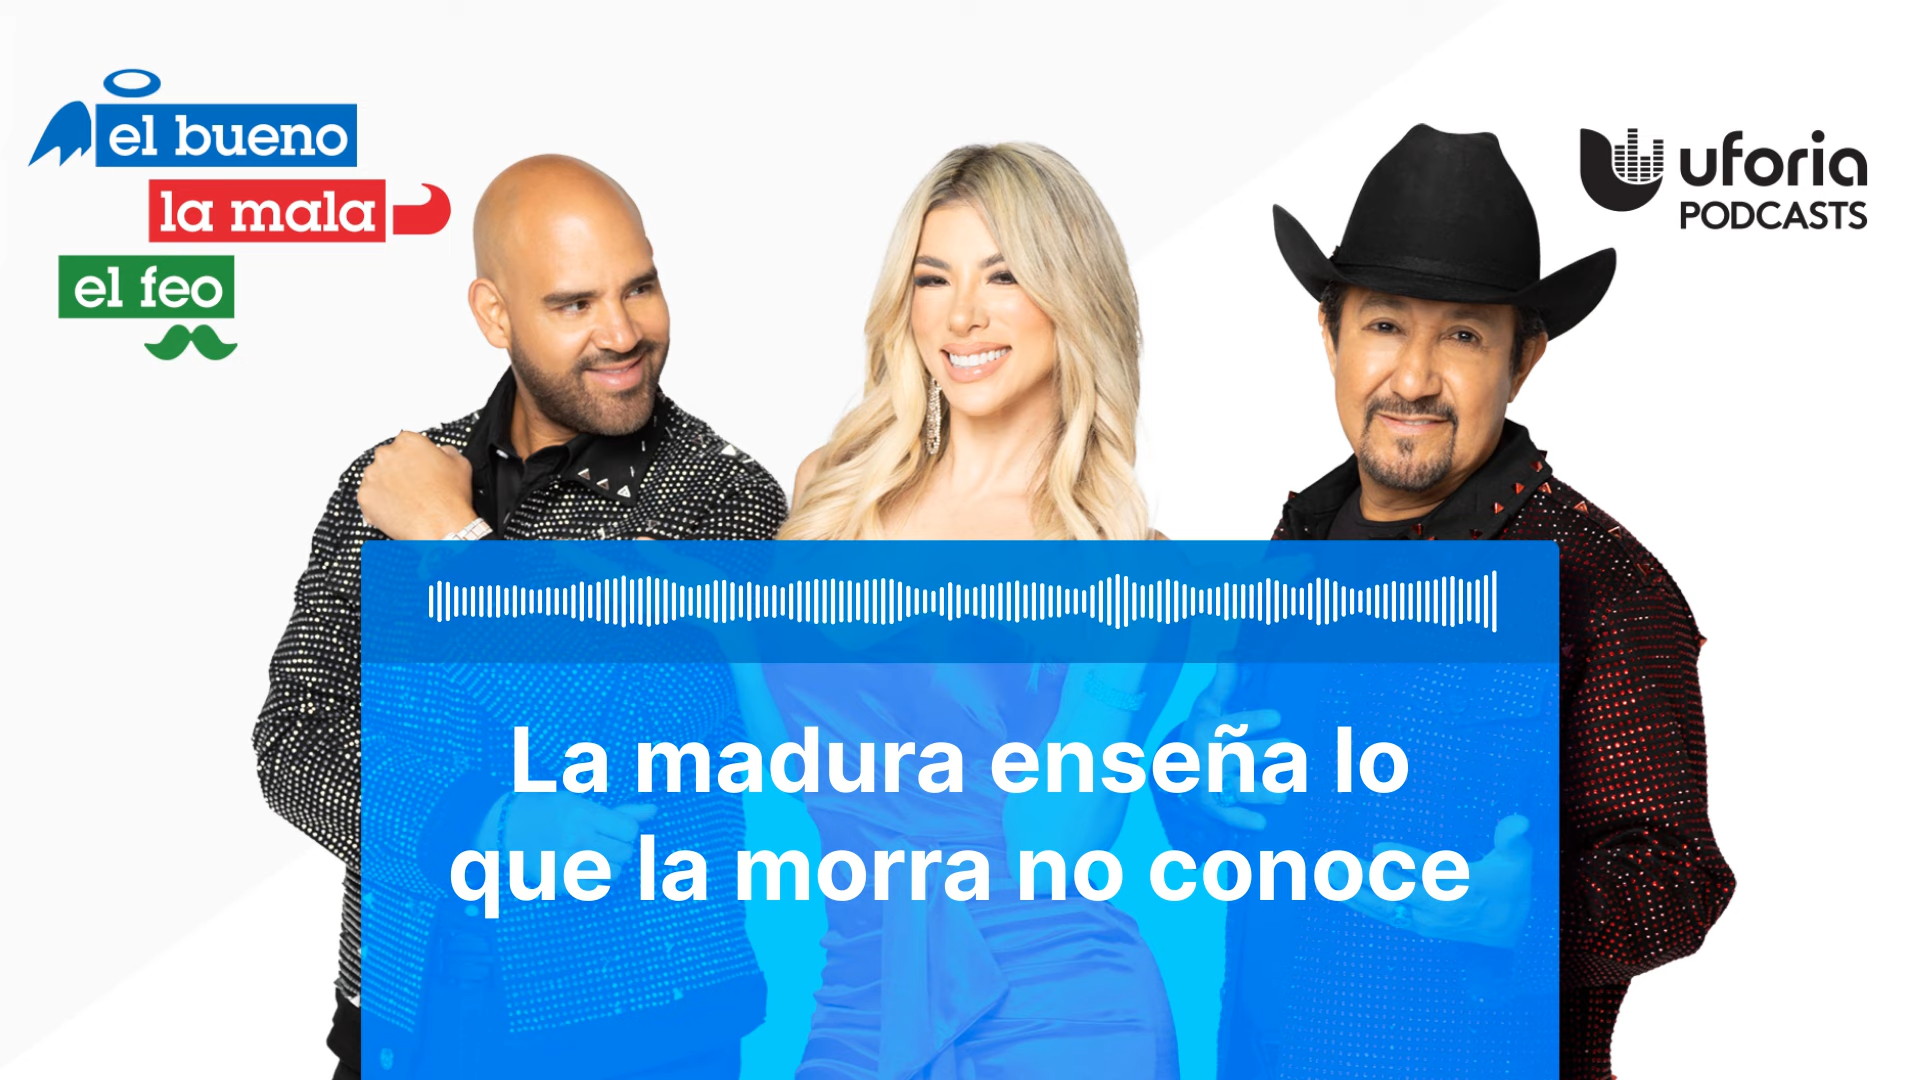 el bueno
la mala
el feo
uforia
PODCASTS
La madura enseña lo
que la morra no conoce